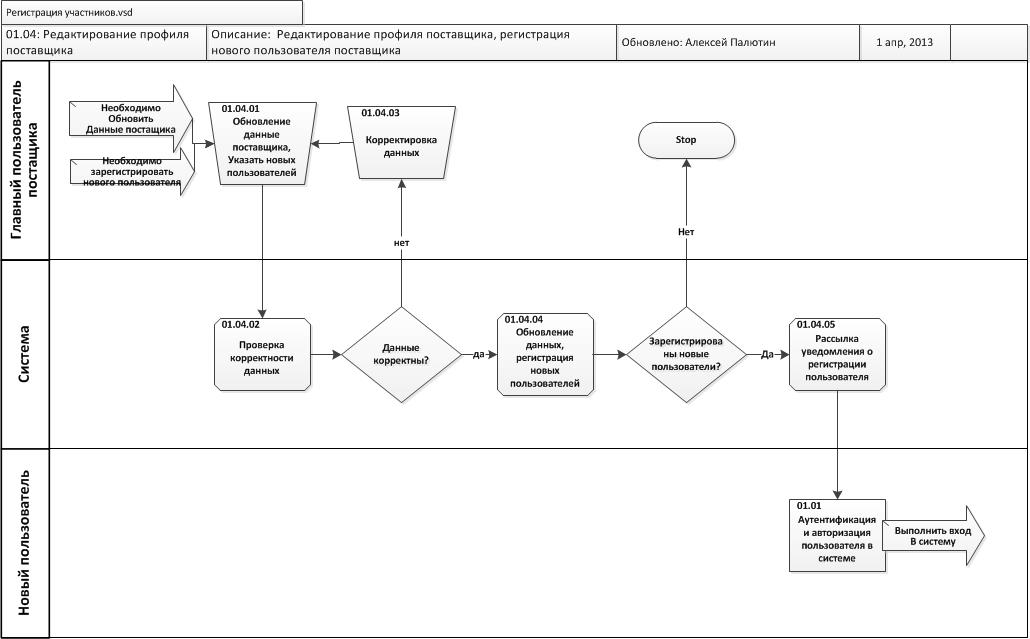 Регистрация участников.vsd
01.04: Редактирование профиля
поставщика
Описание:  Редактирование профиля поставщика, регистрация
нового пользователя поставщика
Обновлено: Алексей Палютин
1 апр, 2013
Главный пользователь
постащика
Необходимо
Обновить
Данные постащика
Необходимо
зарегистрировать
нового пользователя
01.04.01
Обновление
данные
поставщика,
Указать новых
пользователей
01.04.03
Корректировка
данных
Stop
нет
Нет
Система
01.04.02
Проверка
корректности
данных
Данные
корректны?
да
01.04.04
Обновление
данных,
регистрация
новых
пользователей
Зарегистрирова
ны новые
пользователи?
Да
01.04.05
Рассылка
уведомления о
регистрации
пользователя
Новый пользователь
01.01
Аутентификация
и авторизация
пользователя в
системе
Выполнить вход
В систему